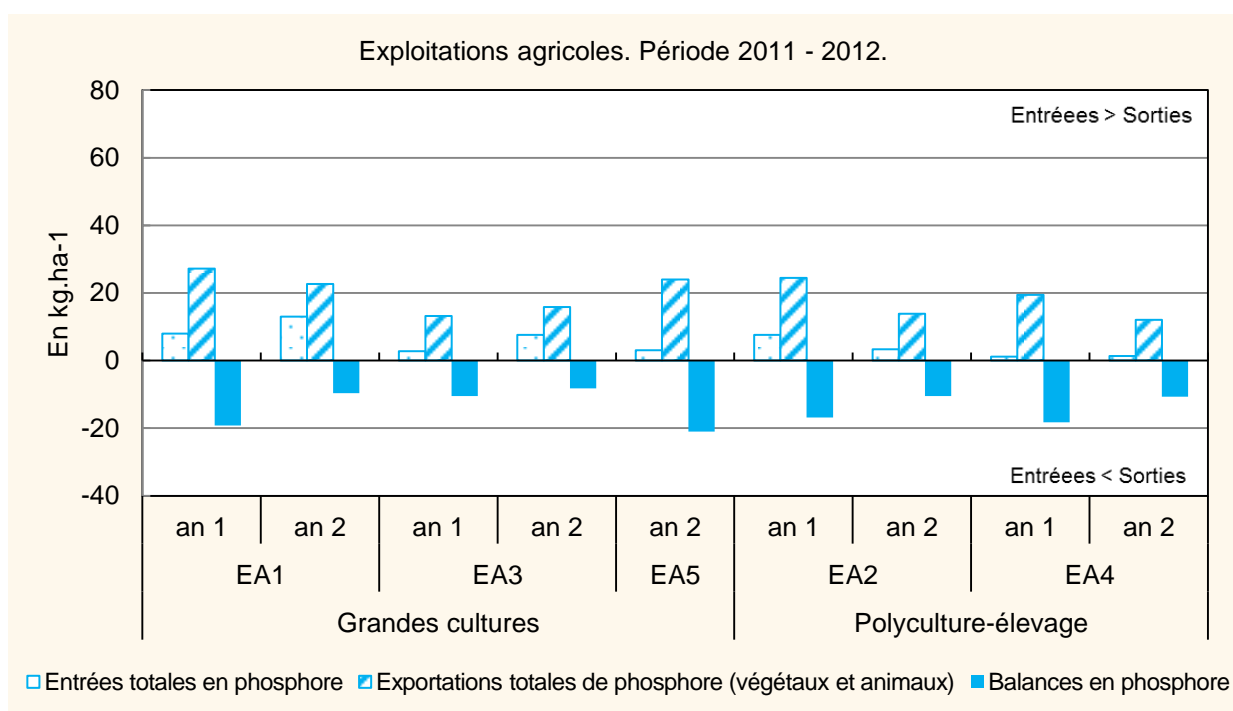 Exploitations agricoles. Période 2011 - 2012.
80
60
40
20
0
-20
-40
En kg.ha-1
Entréees > Sorties
Entréees < Sorties
an 1 an 2 an 1 an 2 an 2 an 1 an 2 an 1 an 2
EA1 EA3 EA5 EA2 EA4
Grandes cultures Polyculture-élevage
Entrées totales en phosphore Exportations totales de phosphore (végétaux et animaux) Balances en phosphore